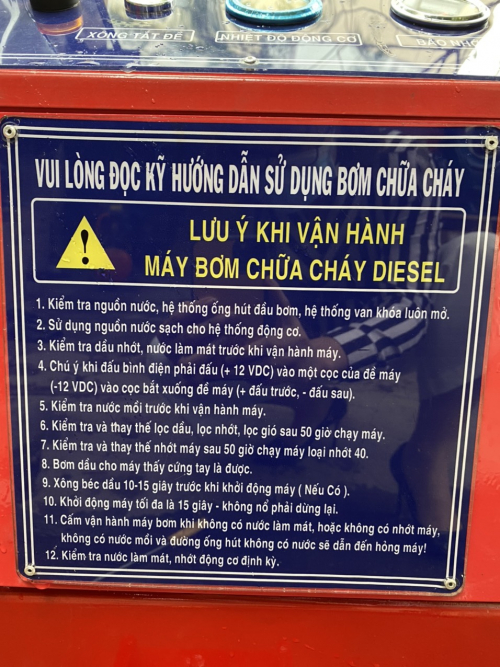 XÔNG TẮT ĐỀ
NHIỆT ĐỘ ĐỘNG CƠ
BÁO NHỚ
VUI LÒNG ĐỌC KỸ HƯỚNG DẪN SỬ DỤNG BƠM CHỮA CHÁY
LƯU Ý KHI VẬN HÀNH
MÁY BƠM CHỮA CHÁY DIESEL
1. Kiểm tra nguồn nước, hệ thống ống hút đầu bơm, hệ thống van khóa luôn mở.
2. Sử dụng nguồn nước sạch cho hệ thống động cơ.
3. Kiểm tra dầu nhớt, nước làm mát trước khi vận hành máy.
4. Chú ý khi đấu bình điện phải đấu (+ 12 VDC) vào một cọc của đề máy
(-12 VDC) vào cọc bắt xuống đế máy (+ đấu trước, - đấu sau).
5. Kiểm tra nước mồi trước khi vận hành máy.
6. Kiểm tra và thay thế lọc dầu, lọc nhớt, lọc gió sau 50 giờ chạy máy.
7. Kiểm tra và thay thế nhớt máy sau 50 giờ chạy máy loại nhớt 40.
8. Bơm dầu cho máy thấy cứng tay là được.
9. Xông béc dầu 10-15 giây trước khi khởi động máy ( Nếu Có ).
10. Khởi động máy tối đa là 15 giây - không nổ phải dừng lại.
11. Cấm vận hành máy bơm khi không có nước làm mát, hoặc không có nhớt máy,
không có nước mồi và đường ống hút không có nước sẽ dẫn đến hỏng máy!
12. Kiểm tra nước làm mát, nhớt động cơ định kỳ.